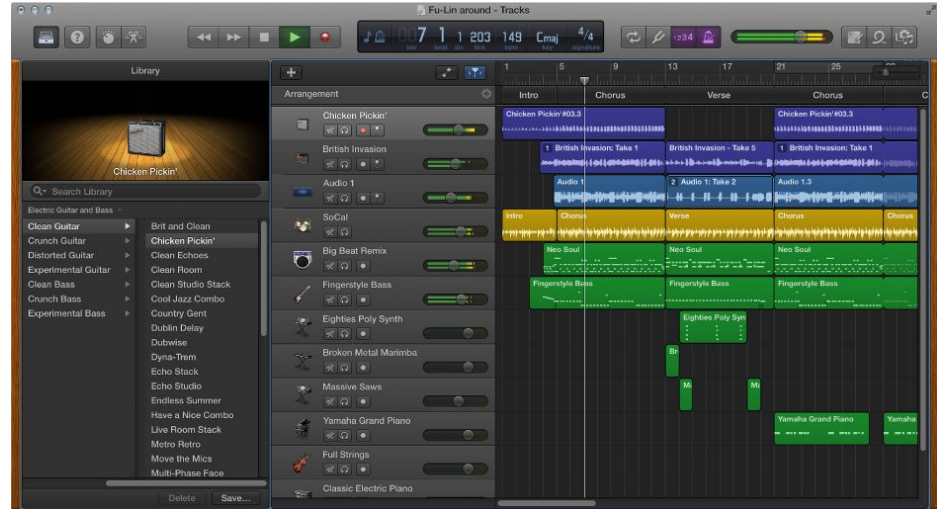 Fu-Lin around - Tracks
7 1 1 203 149 Cmaj 4/4
bar beat div tick bpm key signature
1234
Library
Chicken Pickin'
Search Library
Electric Guitar and Bass
Clean Guitar
Crunch Guitar
Distorted Guitar
Experimental Guitar
Clean Bass
Crunch Bass
Experimental Bass
Brit and Clean
Chicken Pickin'
Clean Echoes
Clean Room
Clean Studio Stack
Cool Jazz Combo
Country Gent
Dublin Delay
Dubwise
Dyna-Trem
Echo Stack
Echo Studio
Endless Summer
Have a Nice Combo
Live Room Stack
Metro Retro
Move the Mics
Multi-Phase Face
Delete Save...
1 5 9 13 17 21 25
Arrangement
Intro Chorus Verse Chorus C
Chicken Pickin'
British Invasion
Audio 1
SoCal
Big Beat Remix
Fingerstyle Bass
Eighties Poly Synth
Broken Metal Marimba
Massive Saws
Yamaha Grand Piano
Full Strings
Classic Electric Piano
Chicken Pickin'#03.3 Chicken Pickin'#03.3
1 British Invasion: Take 1 British Invasion - Take 5 1 British Invasion: Take 1
Audio 1 2 Audio 1: Take 2 Audio 1.3
Intro Chorus Verse Chorus Chorus
Neo Soul Neo Soul Neo Soul
Fingerstyle Bass Fingerstyle Bass Fingerstyle Bass
Eighties Poly Syn
Br
Ma Ma
Yamaha Grand Piano Yamaha